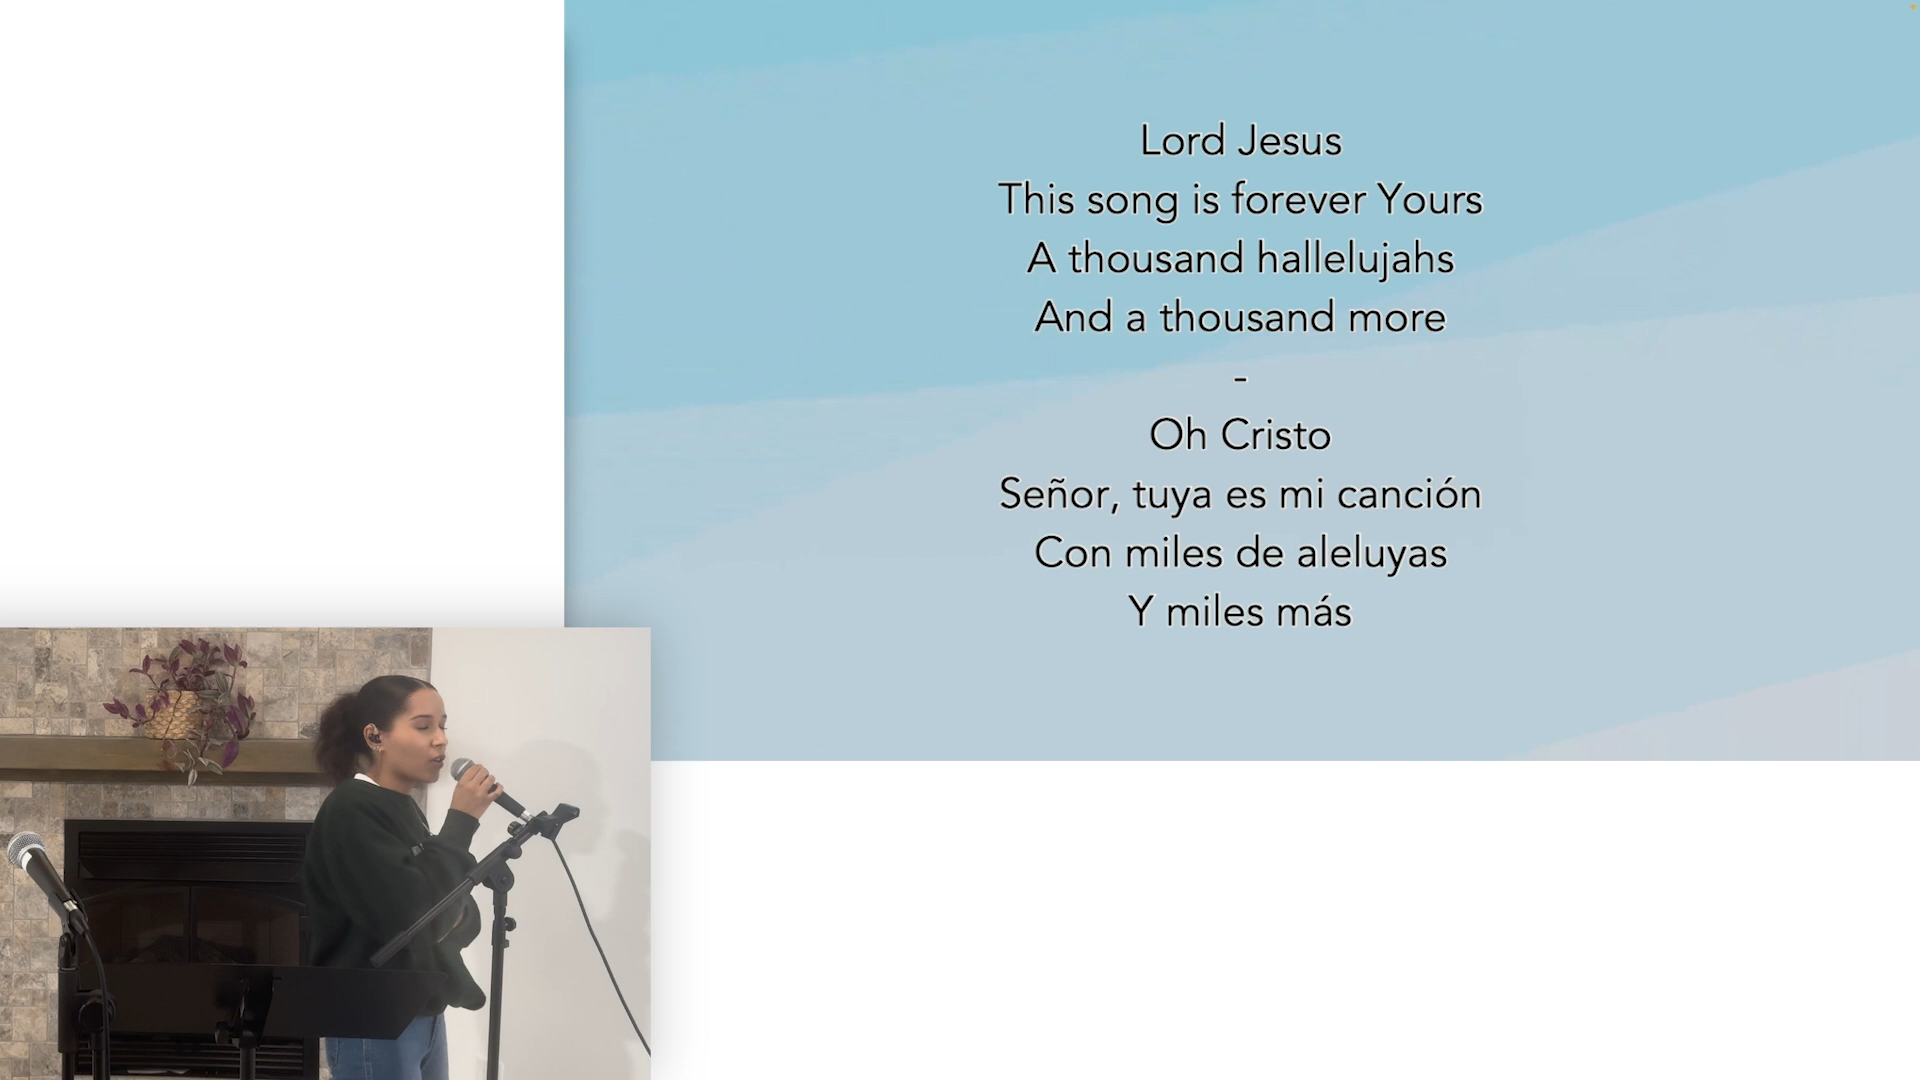 Lord Jesus
This song is forever Yours
A thousand hallelujahs
And a thousand more
-
Oh Cristo
Señor, tuya es mi canción
Con miles de aleluyas
Y miles más